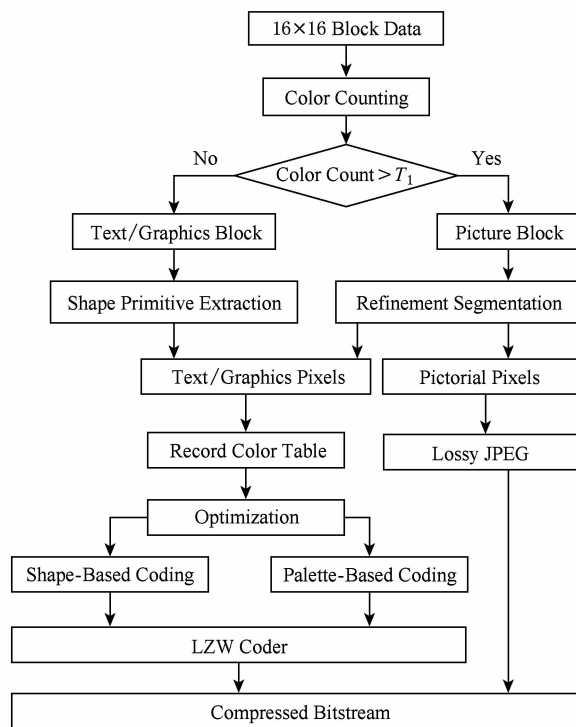 16×16 Block Data
Color Counting
No
Color Count > T₁
Yes
Text/Graphics Block
Picture Block
Shape Primitive Extraction
Refinement Segmentation
Text/Graphics Pixels
Pictorial Pixels
Record Color Table
Lossy JPEG
Optimization
Shape-Based Coding
Palette-Based Coding
LZW Coder
Compressed Bitstream